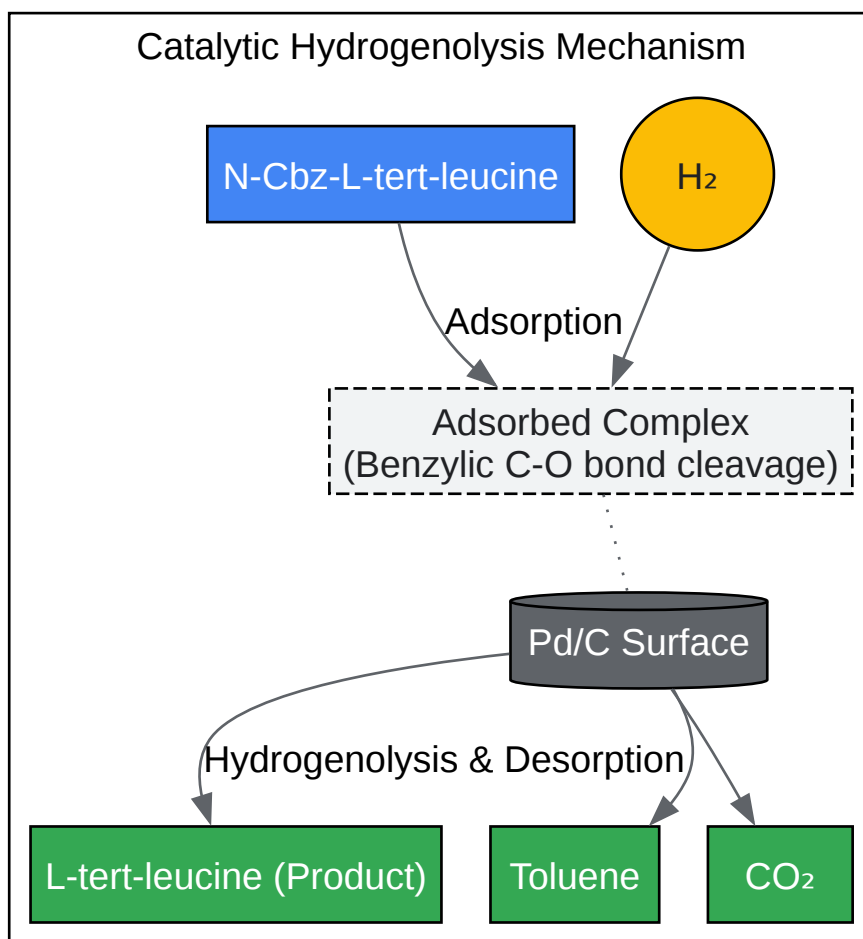 Catalytic Hydrogenolysis Mechanism
N-Cbz-L-tert-leucine
H₂
Adsorption
Adsorbed Complex
(Benzylic C-O bond cleavage)
Pd/C Surface
Hydrogenolysis & Desorption
L-tert-leucine (Product)
Toluene
CO₂